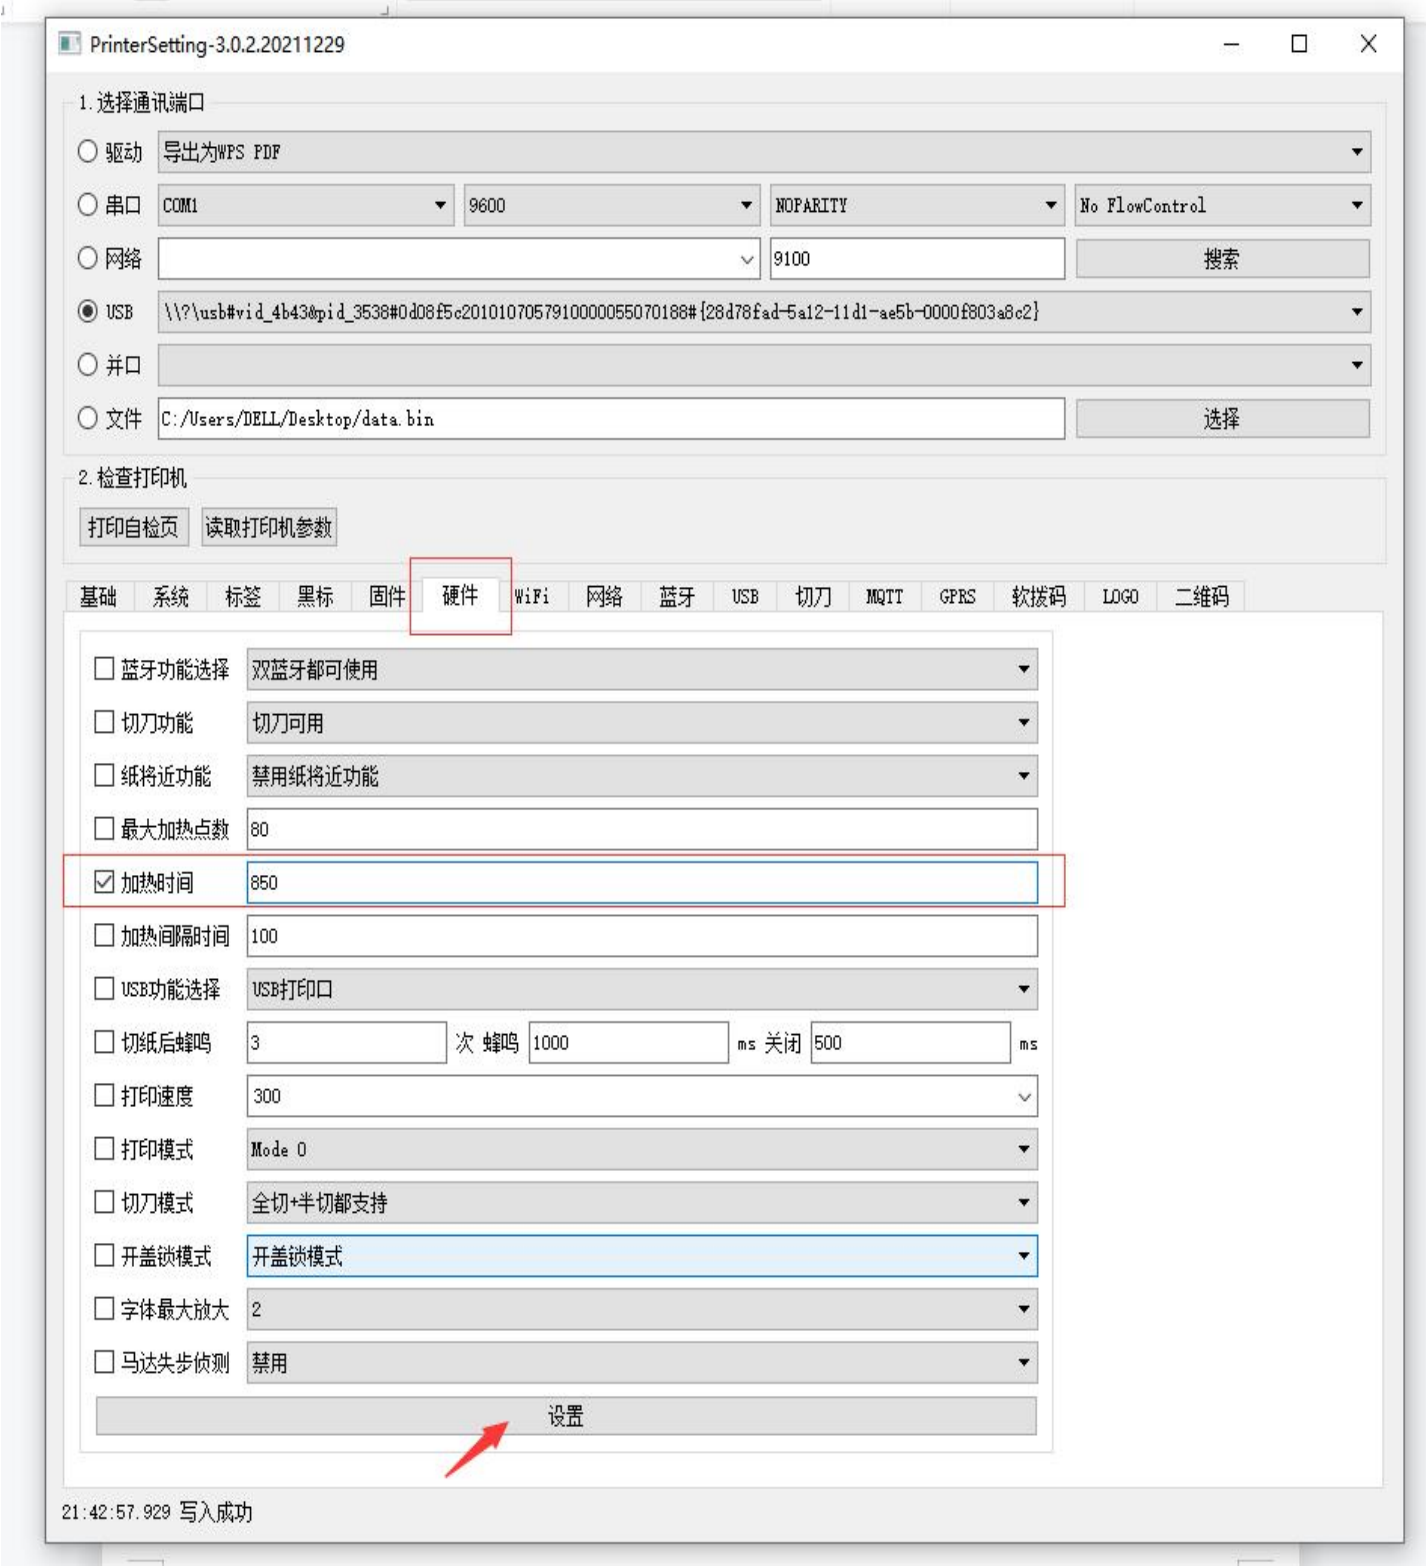 PrinterSetting-3.0.2.20211229
1.选择通讯端口
驱动 导出为WPS PDF
串口 COM1 9600 NOPARITY No FlowControl
网络 9100 搜索
USB \\?\usb#vid_4b43&pid_3538#0d08f5c20101070579100000055070188#{28d78fad-5a12-11d1-ae5b-0000f803a8c2}
并口
文件 C:/Users/DELL/Desktop/data.bin 选择
2.检查打印机
打印自检页 读取打印机参数
基础 系统 标签 黑标 固件 硬件 WiFi 网络 蓝牙 USB 切刀 MQTT GPRS 软拨码 LOGO 二维码
蓝牙功能选择 双蓝牙都可使用
切刀功能 切刀可用
纸将近功能 禁用纸将近功能
最大加热点数 80
加热时间 850
加热间隔时间 100
USB功能选择 USB打印口
切纸后蜂鸣 3 次 蜂鸣 1000 ms 关闭 500 ms
打印速度 300
打印模式 Mode 0
切刀模式 全切+半切都支持
开盖锁模式 开盖锁模式
字体最大放大 2
马达失步侦测 禁用
设置
21:42:57.929 写入成功